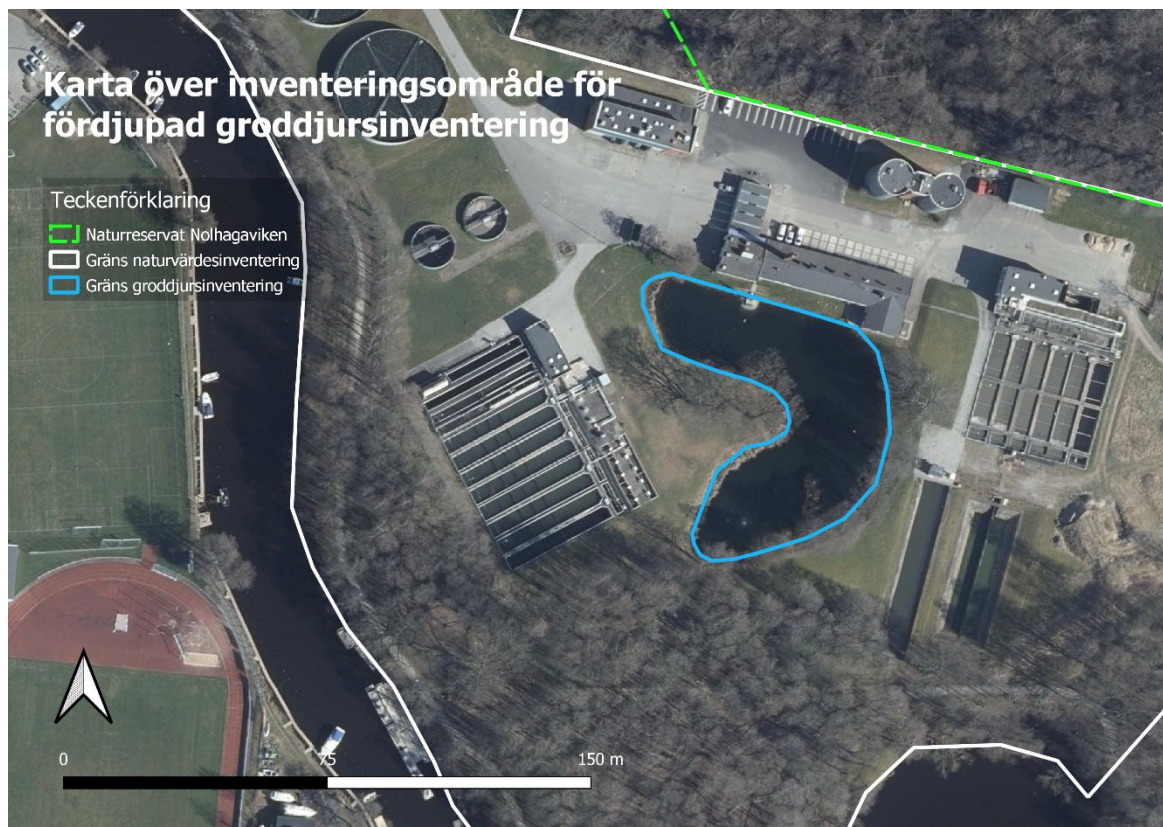 Karta över inventeringsområde för
fördjupad groddjursinventering
Teckenförklaring
Naturreservat Nolhagaviken
Gräns naturvärdesinventering
Gräns groddjursinventering
0 75 150 m